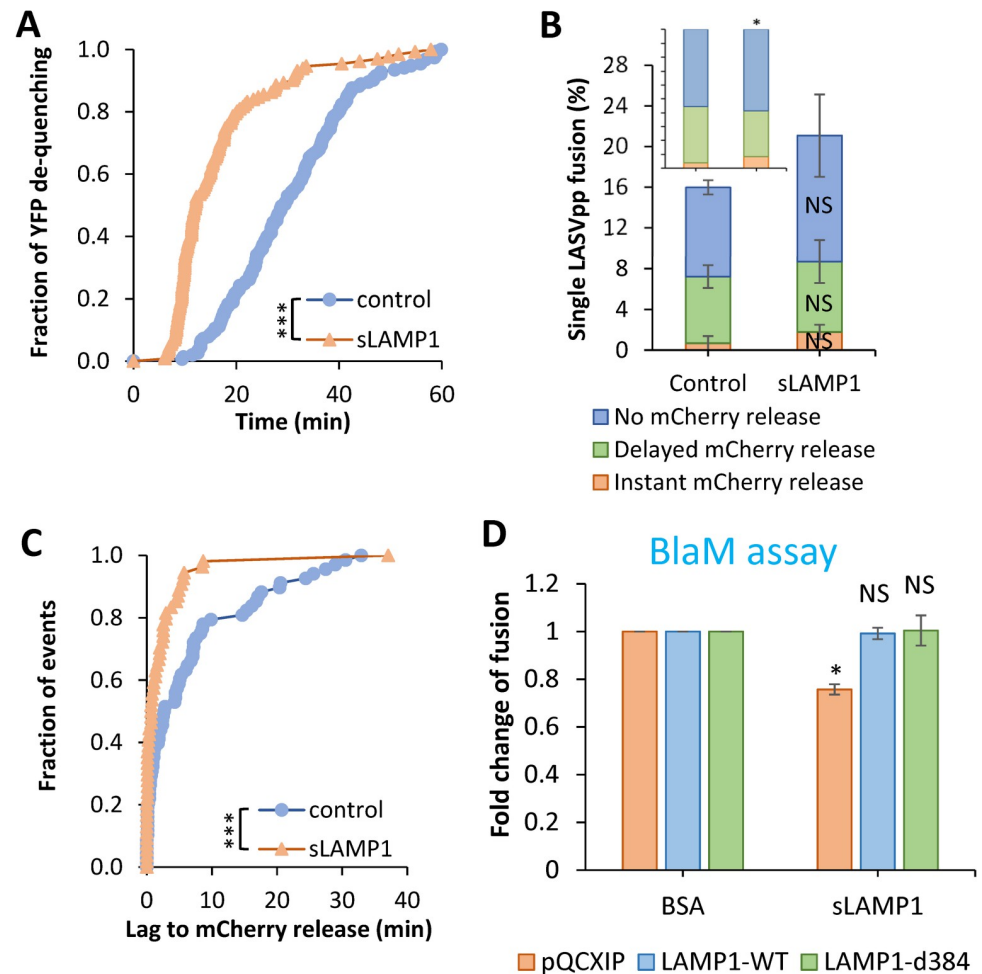 A
1.0
0.8
0.6
0.4
0.2
0.0
Fraction of YFP de-quenching
***
control
sLAMP1
0 20 40 60
Time (min)
B
*
28
24
20
16
12
8
4
0
Single LASVpp fusion (%)
NS
NS
NS
Control sLAMP1
No mCherry release
Delayed mCherry release
Instant mCherry release
C
1.0
0.8
0.6
0.4
0.2
0.0
Fraction of events
***
control
sLAMP1
0 10 20 30 40
Lag to mCherry release (min)
D
BlaM assay
1.2
1
0.8
0.6
0.4
0.2
0
Fold change of fusion
* NS NS
BSA sLAMP1
pQCXIP LAMP1-WT LAMP1-d384